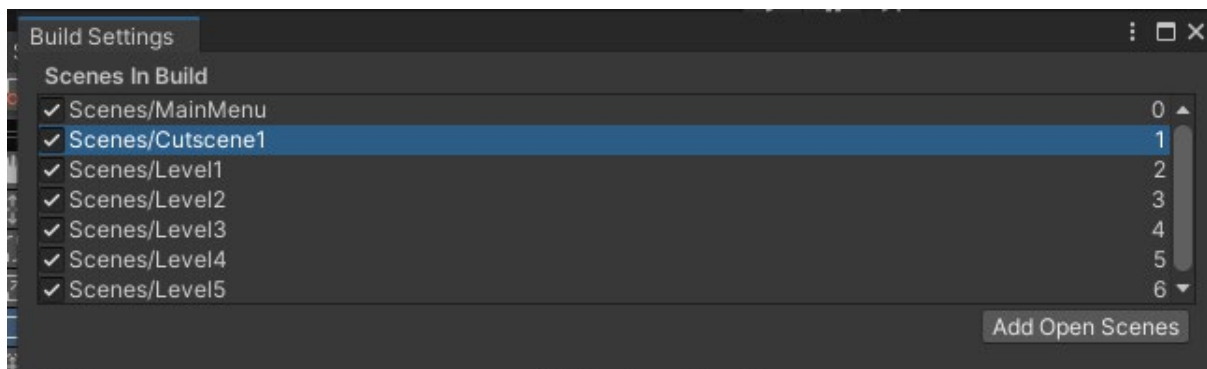 Build Settings
Scenes In Build
Scenes/MainMenu 0
Scenes/Cutscene1 1
Scenes/Level1 2
Scenes/Level2 3
Scenes/Level3 4
Scenes/Level4 5
Scenes/Level5 6
Add Open Scenes